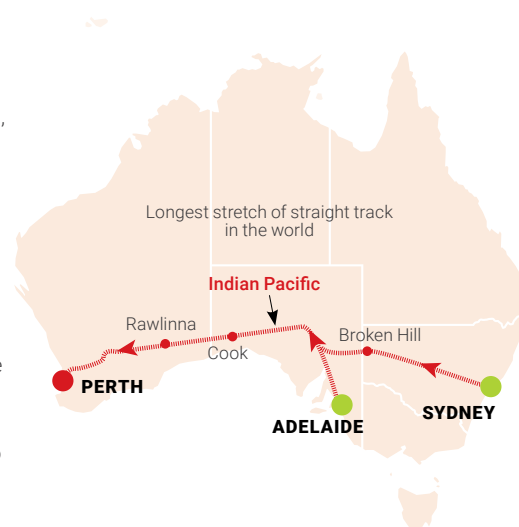 ,
Longest stretch of straight track
in the world
Indian Pacific
Rawlinna
Broken Hill
Cook
e
PERTH
SYDNEY
ADELAIDE